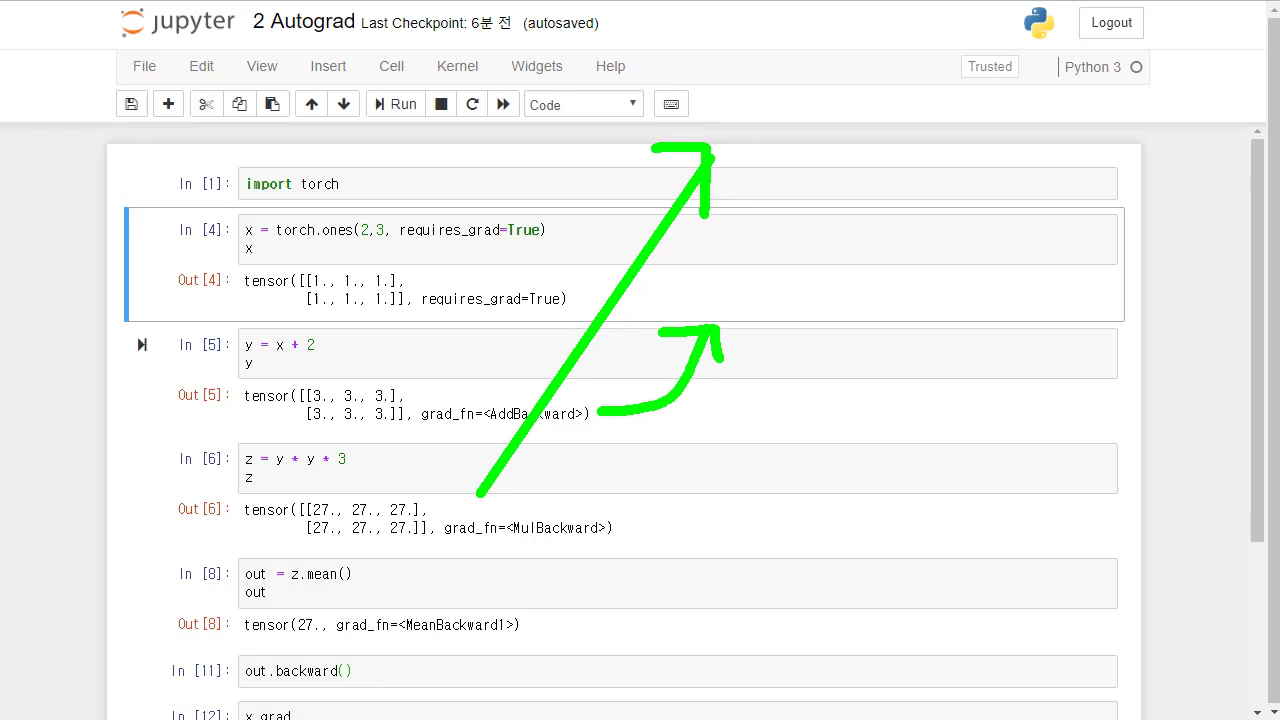 jupyter 2 Autograd Last Checkpoint: 6분 전 (autosaved) Logout
File Edit View Insert Cell Kernel Widgets Help Trusted Python 3
Run Code
In [1]: import torch
In [4]: x = torch.ones(2,3, requires_grad=True)
x
Out[4]: tensor([[1., 1., 1.],
[1., 1., 1.]], requires_grad=True)
In [5]: y = x + 2
y
Out[5]: tensor([[3., 3., 3.],
[3., 3., 3.]], grad_fn=<AddBackward>)
In [6]: z = y * y * 3
z
Out[6]: tensor([[27., 27., 27.],
[27., 27., 27.]], grad_fn=<MulBackward>)
In [8]: out = z.mean()
out
Out[8]: tensor(27., grad_fn=<MeanBackward1>)
In [11]: out.backward()
In [12]: x.grad